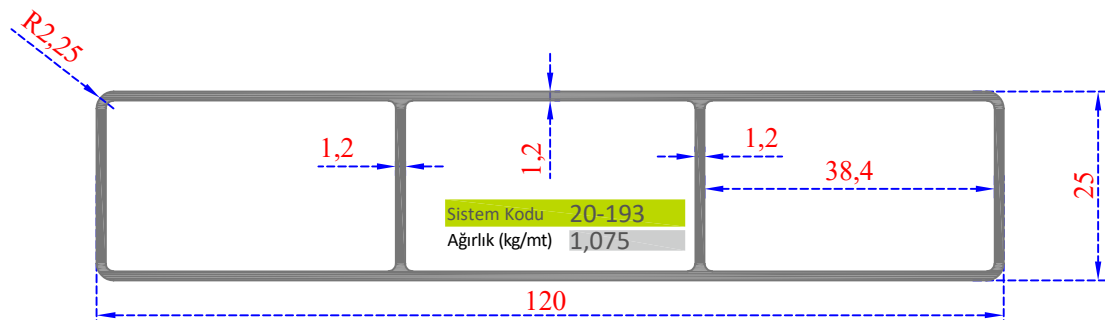 R2,25
1,2
1,2
1,2
38,4
25
Sistem Kodu 20-193
Ağırlık (kg/mt) 1,075
120